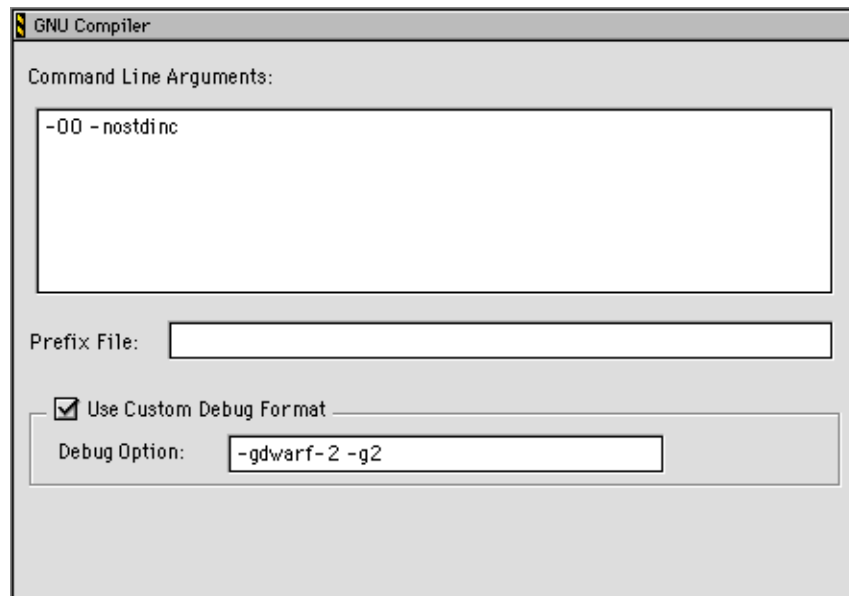 GNU Compiler
Command Line Arguments:
-O0 -nostdinc
Prefix File:
Use Custom Debug Format
Debug Option:
-gdwarf-2 -g2